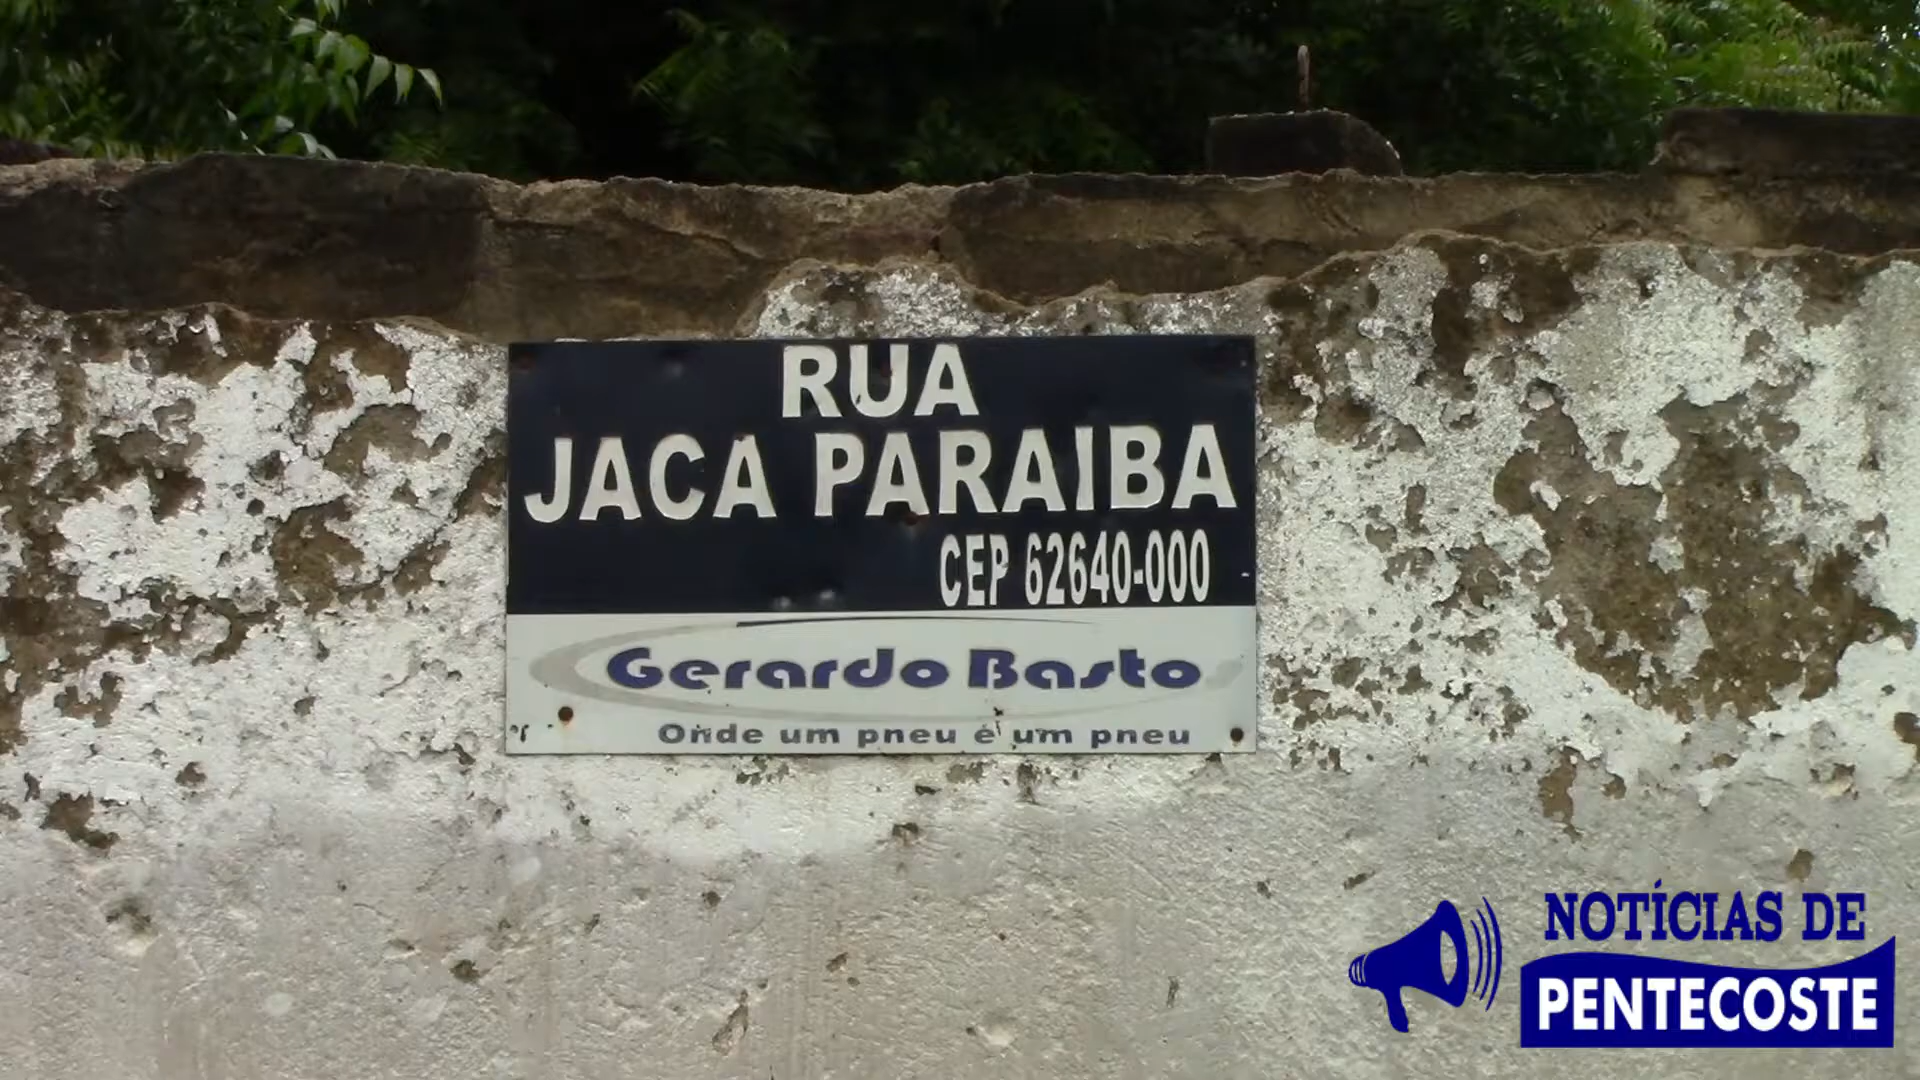 RUA
JACA PARAIBA
CEP 62640-000
Gerardo Basto
Onde um pneu é um pneu
NOTÍCIAS DE
PENTECOSTE